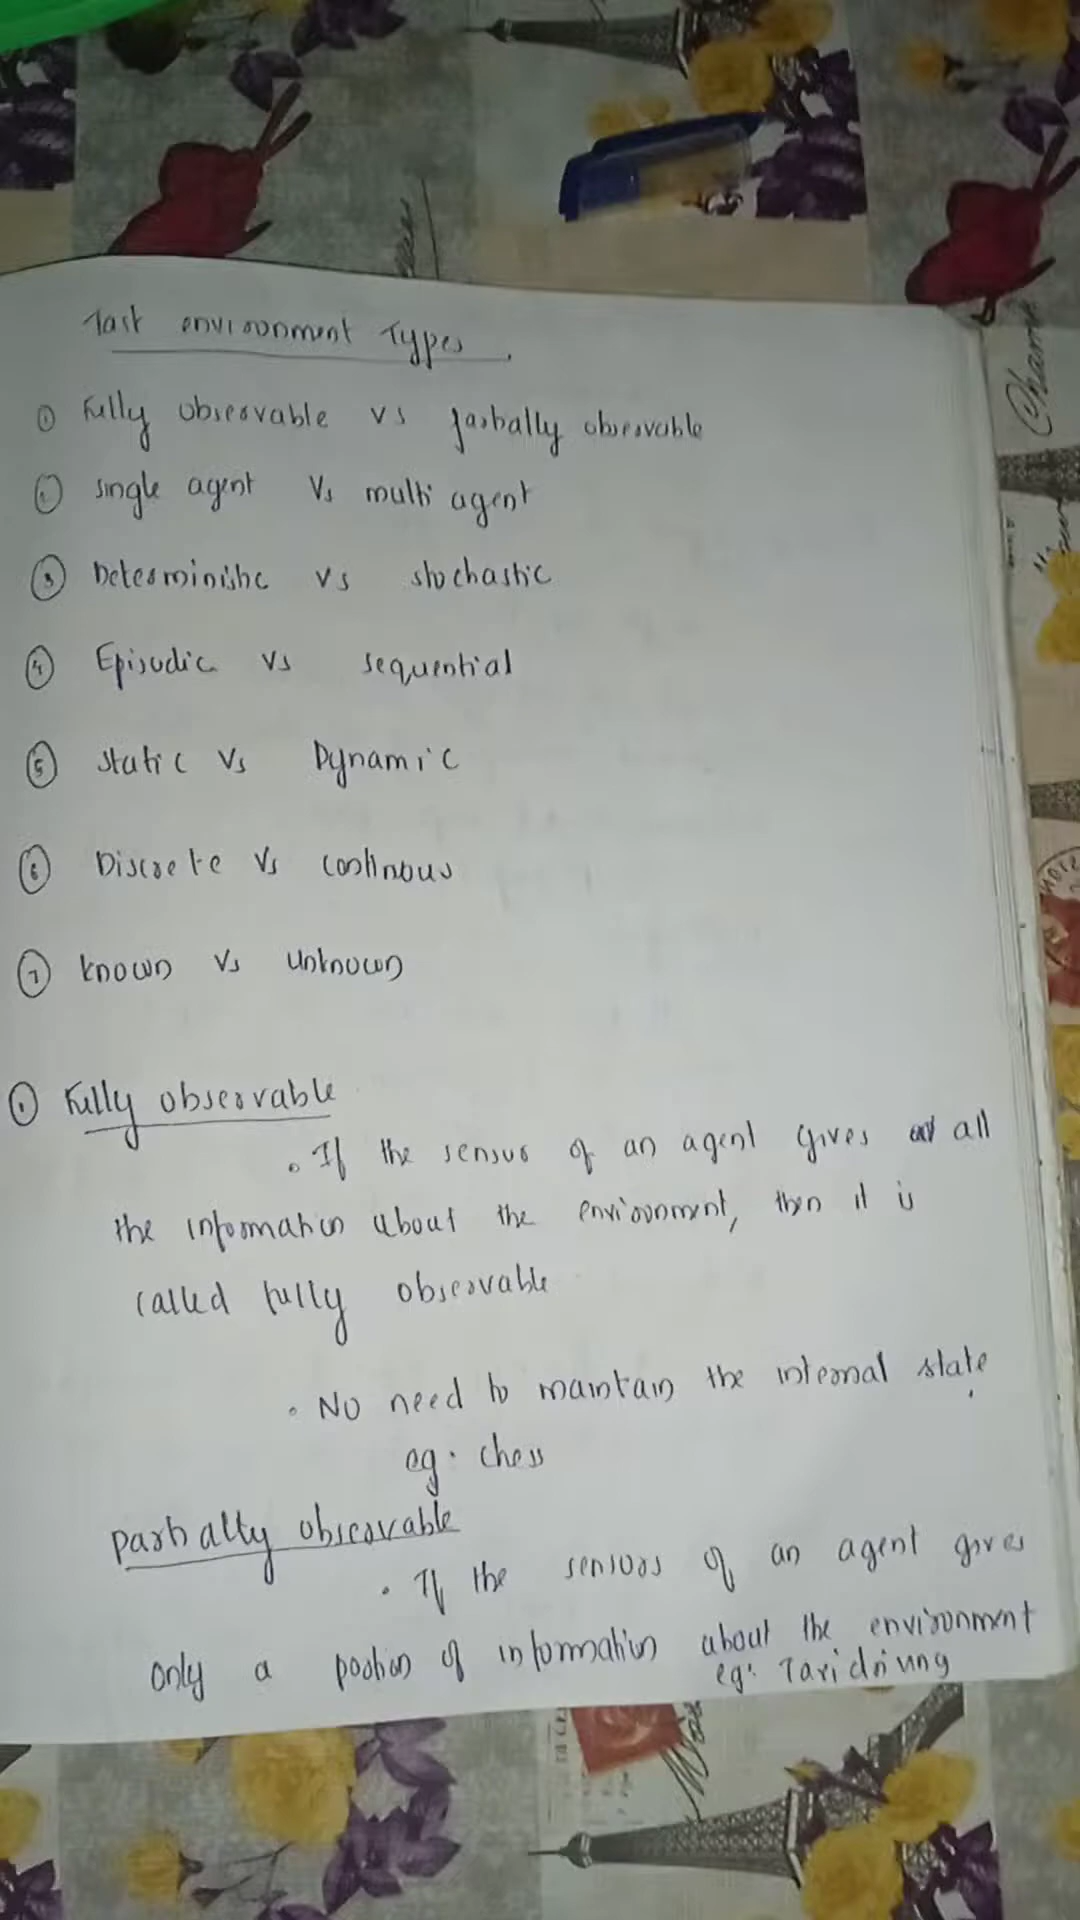 Task environment Types
① Fully observable vs partially observable
② single agent Vs multi agent
③ Deterministic vs stochastic
④ Episodic vs sequential
⑤ static Vs Dynamic
⑥ Discrete Vs continous
⑦ known Vs unknown
① Fully observable
• If the sensor of an agent gives all
the information about the environment, then it is
called fully observable
• No need to maintain the internal state
eg. chess
partially observable
• If the sensors of an agent gives
only a portion of information about the environment
eg: Taxi driving